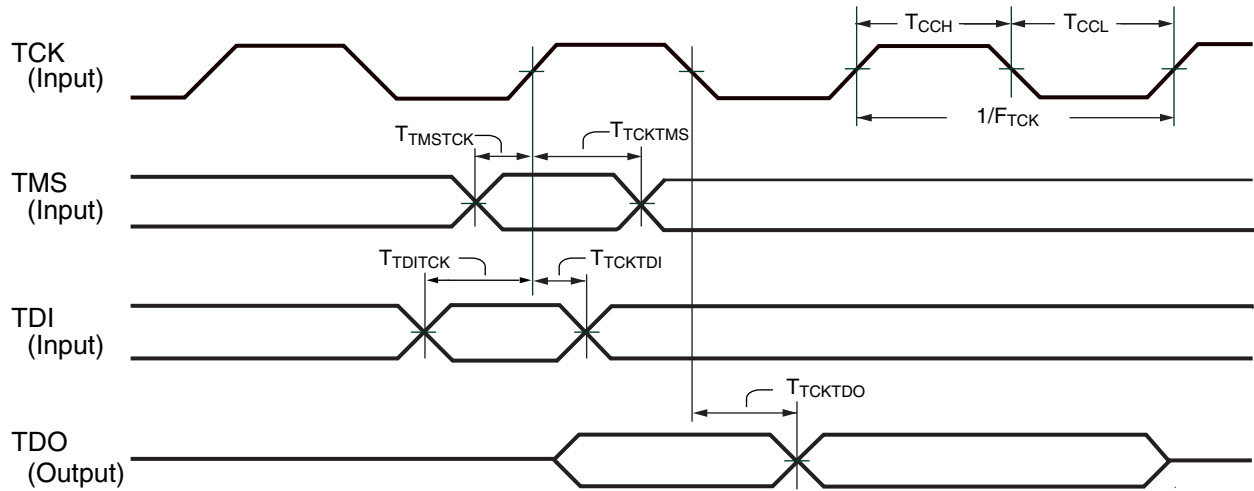 TCK
(Input)
TCCH
TCCL
1/FTCK
TTMSTCK
TTCKTMS
TMS
(Input)
TTDITCK
TTCKTDI
TDI
(Input)
TTCKTDO
TDO
(Output)